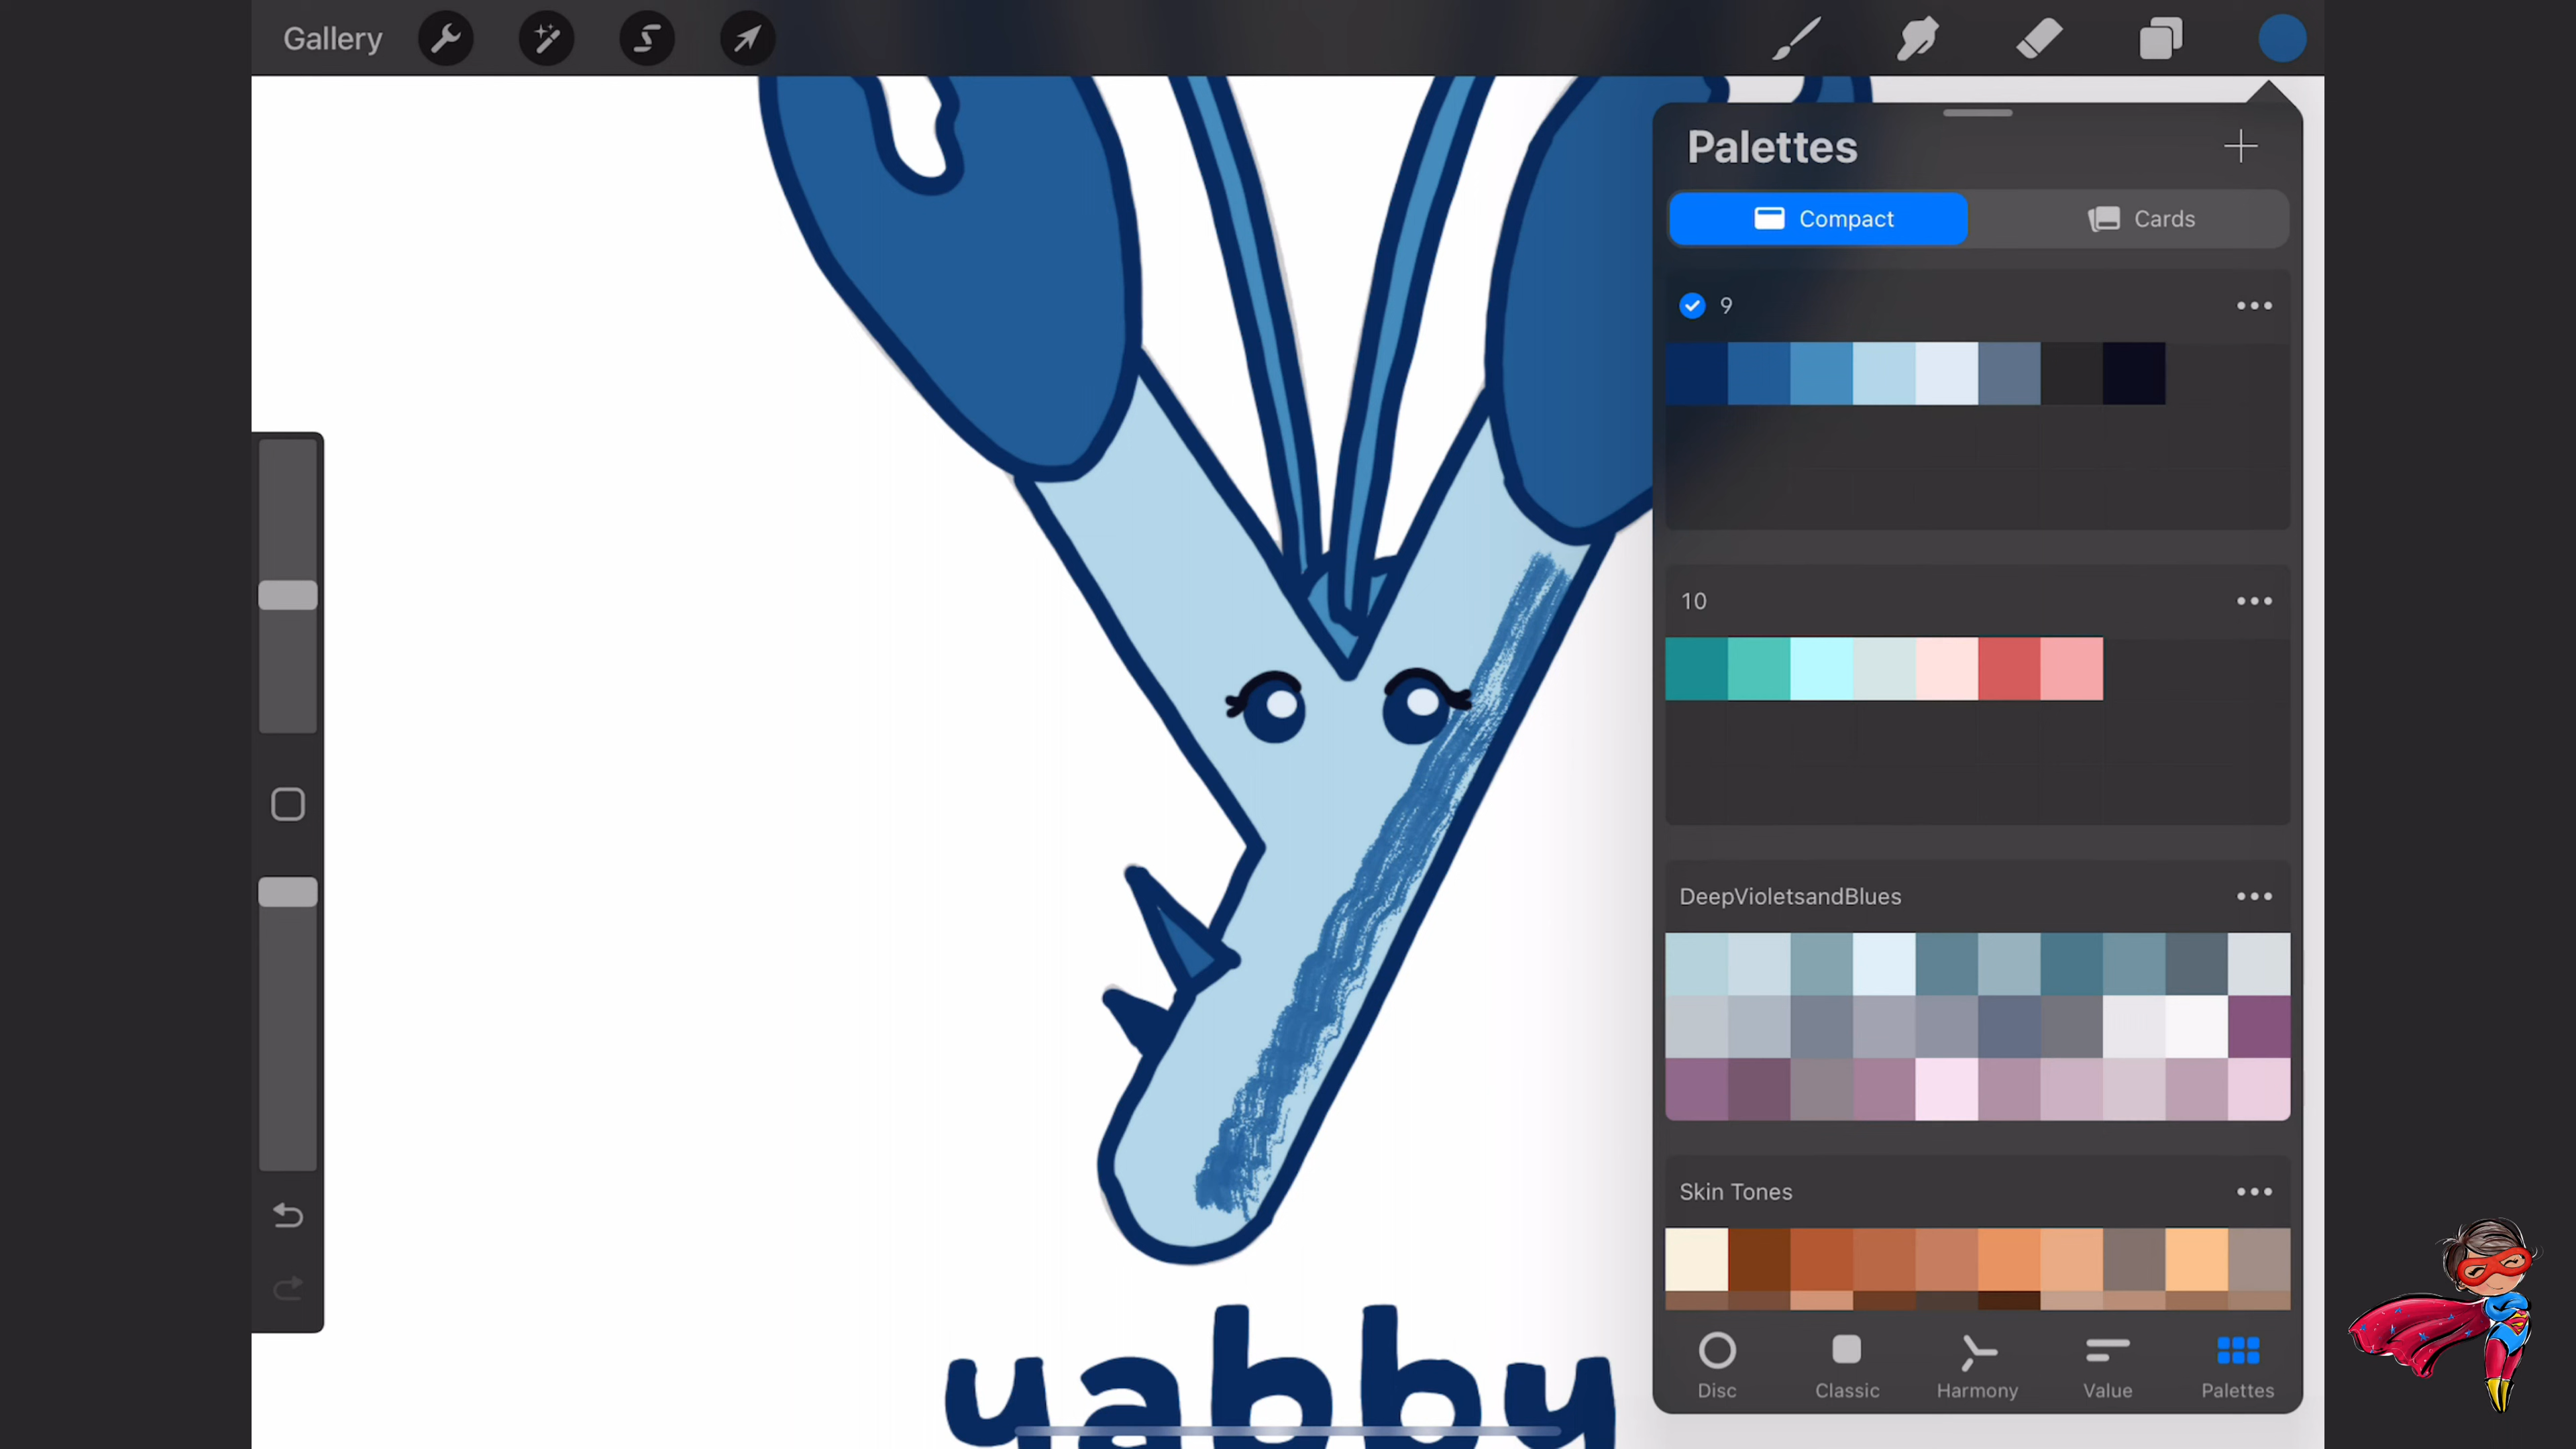 Gallery
Palettes
Compact
Cards
9
10
DeepVioletsandBlues
Skin Tones
Disc
Classic
Harmony
Value
Palettes
yabby